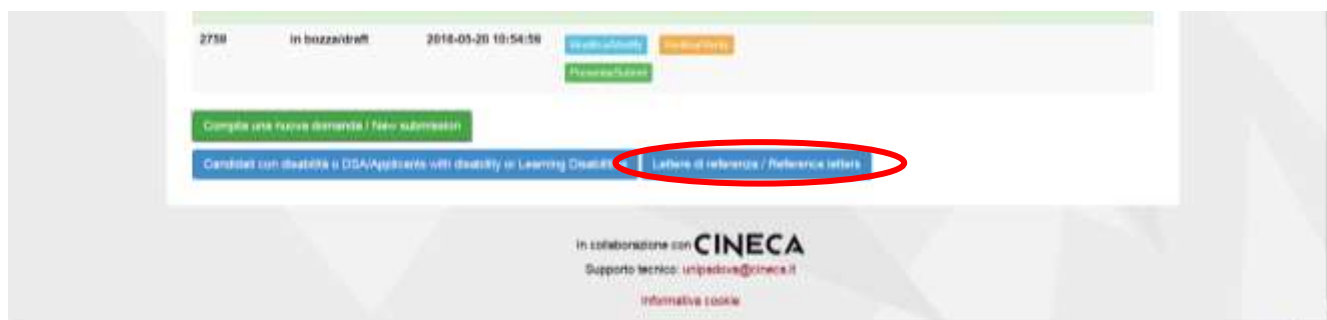 2759 in bozza/draft 2016-05-20 10:54:56 Modifica/Modify Verifica/Verify
Presenta/Submit
Compila una nuova domanda / New submission
Candidati con disabilità o DSA/Applicants with disability or Learning Lettere di referenza / Reference letters
in collaborazione con CINECA
Supporto tecnico: unipadova@cineca.it
Informativa cookie